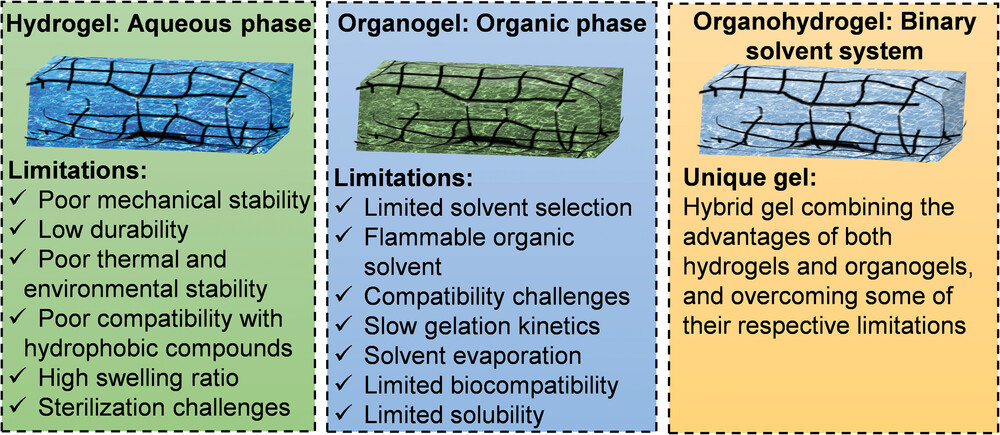 Hydrogel: Aqueous phase
Limitations:
✓ Poor mechanical stability
✓ Low durability
✓ Poor thermal and
environmental stability
✓ Poor compatibility with
hydrophobic compounds
✓ High swelling ratio
✓ Sterilization challenges
Organogel: Organic phase
Limitations:
✓ Limited solvent selection
✓ Flammable organic
solvent
✓ Compatibility challenges
✓ Slow gelation kinetics
✓ Solvent evaporation
✓ Limited biocompatibility
✓ Limited solubility
Organohydrogel: Binary
solvent system
Unique gel:
Hybrid gel combining the
advantages of both
hydrogels and organogels,
and overcoming some of
their respective limitations